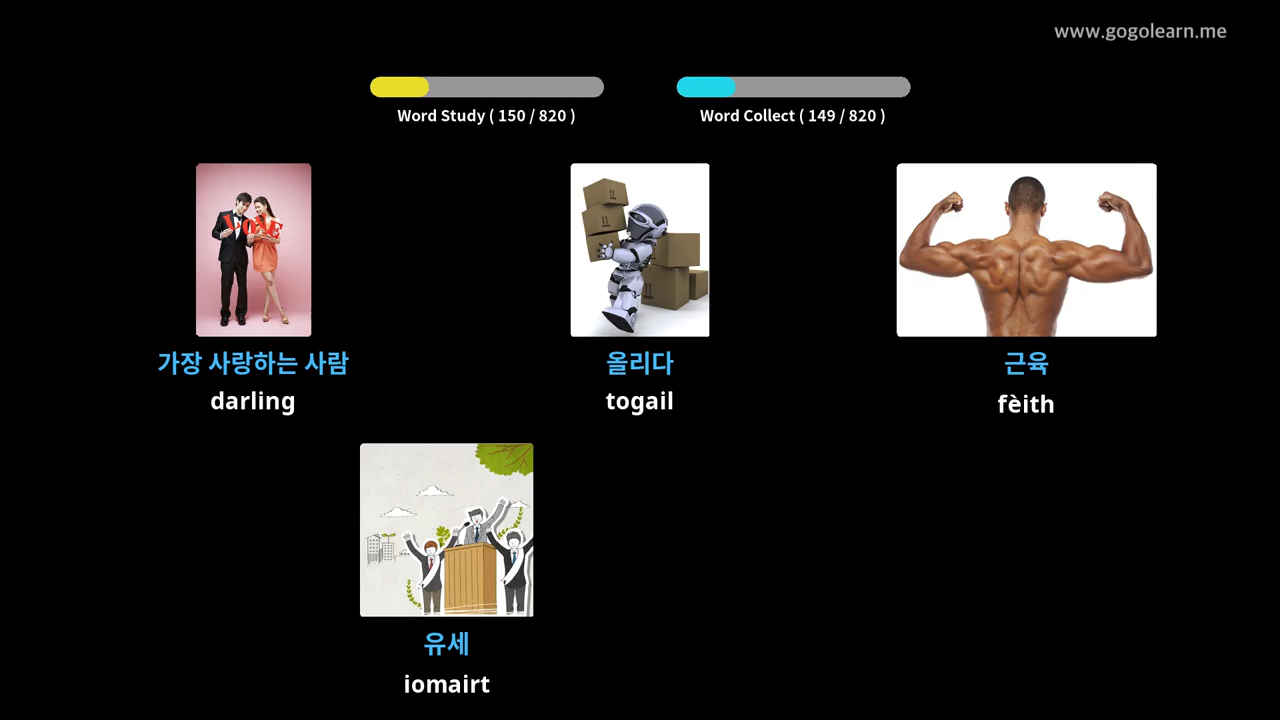 www.gogolearn.me
Word Study ( 150 / 820 )
Word Collect ( 149 / 820 )
가장 사랑하는 사람
darling
올리다
togail
근육
fèith
유세
iomairt